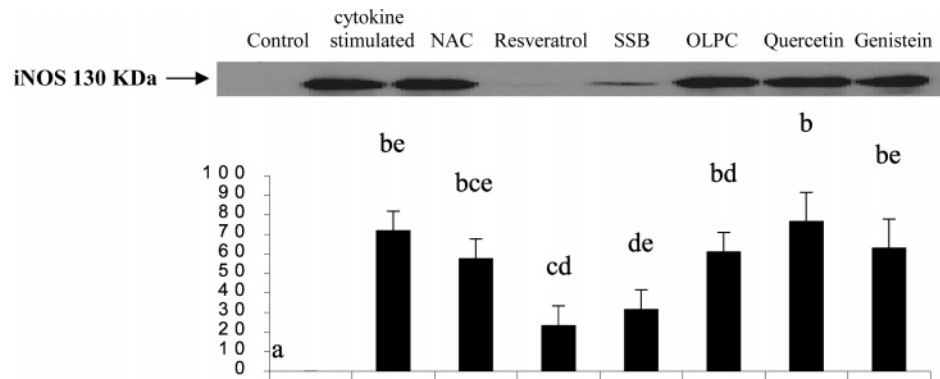 cytokine
Control stimulated NAC Resveratrol SSB OLPC Quercetin Genistein
iNOS 130 KDa
be bce cd de bd b be
100
90
80
70
60
50
40
30
20
10
0
a